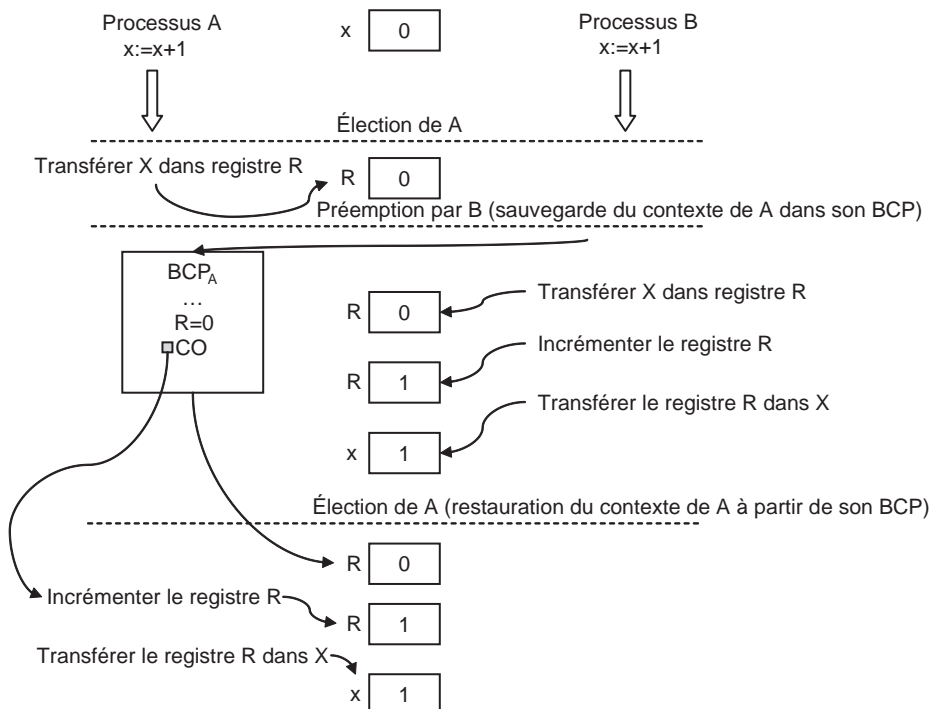 Processus A
x:=x+1
x 0
Processus B
x:=x+1
Élection de A
Transférer X dans registre R
R 0
Préemption par B (sauvegarde du contexte de A dans son BCP)
BCPA
…
R=0
CO
R 0
Transférer X dans registre R
R 1
Incrémenter le registre R
x 1
Transférer le registre R dans X
Élection de A (restauration du contexte de A à partir de son BCP)
R 0
Incrémenter le registre R
R 1
Transférer le registre R dans X
x 1